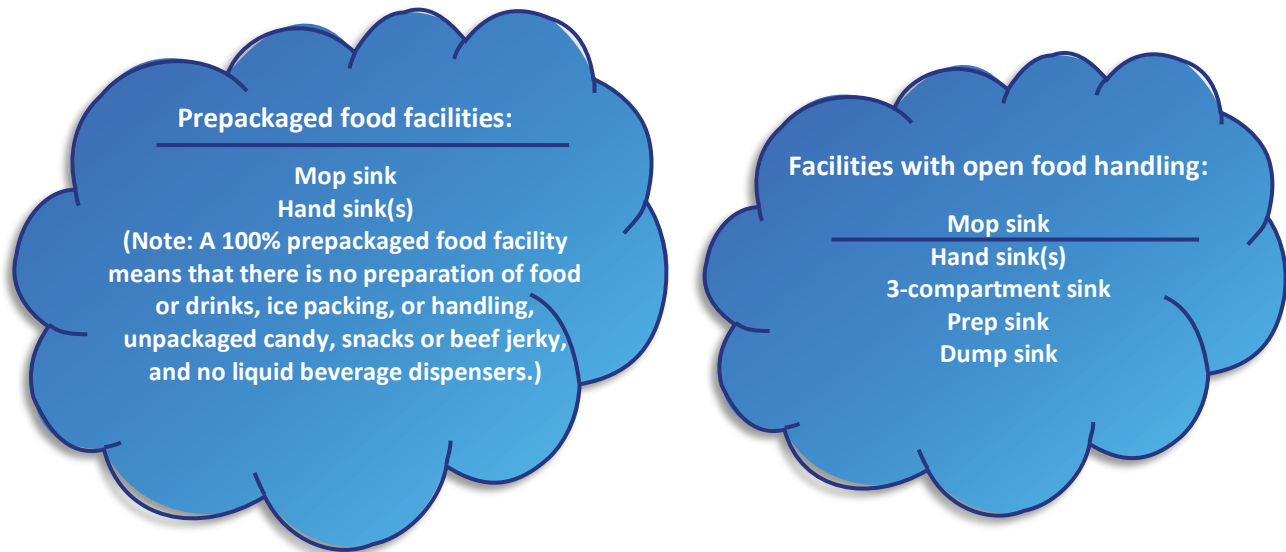 Prepackaged food facilities:
Mop sink
Hand sink(s)
(Note: A 100% prepackaged food facility
means that there is no preparation of food
or drinks, ice packing, or handling,
unpackaged candy, snacks or beef jerky,
and no liquid beverage dispensers.)
Facilities with open food handling:
Mop sink
Hand sink(s)
3-compartment sink
Prep sink
Dump sink